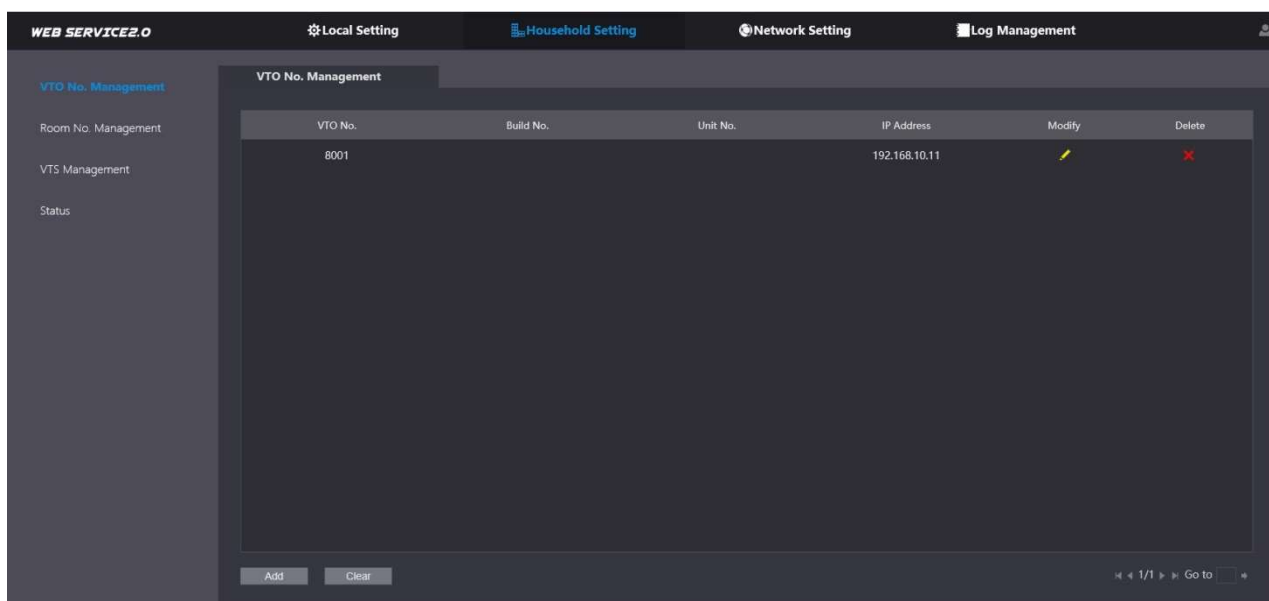 WEB SERVICE2.0 Local Setting Household Setting Network Setting Log Management
VTO No. Management
VTO No. Management
Room No. Management
VTS Management
Status
VTO No. Build No. Unit No. IP Address Modify Delete
8001 192.168.10.11
Add Clear 1/1 Go to